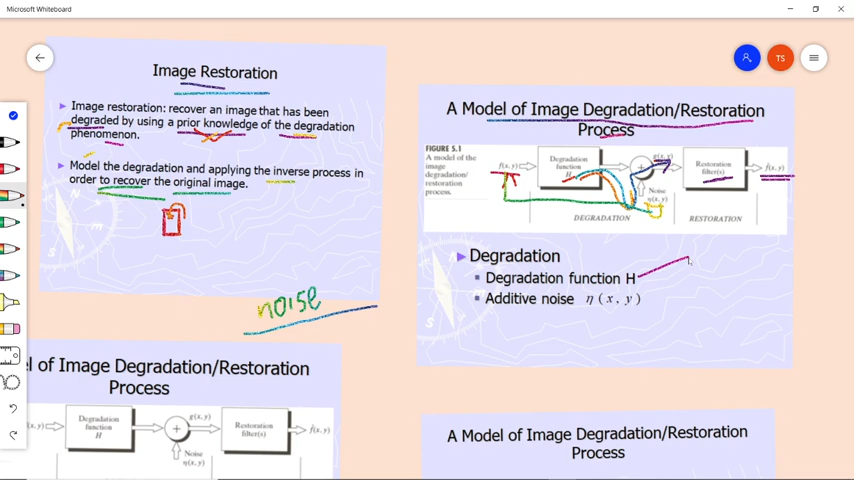 Microsoft Whiteboard
TS
Image Restoration
Image restoration: recover an image that has been
degraded by using a prior knowledge of the degradation
phenomenon.
Model the degradation and applying the inverse process in
order to recover the original image.
noise
A Model of Image Degradation/Restoration
Process
FIGURE 5.1
A model of the
image
degradation/
restoration
process.
f(x, y)
Degradation
function
H
+
g(x, y)
Noise
η(x, y)
Restoration
filter(s)
f̂(x, y)
DEGRADATION
RESTORATION
Degradation
Degradation function H
Additive noise η (x, y)
el of Image Degradation/Restoration
Process
(x, y)
Degradation
function
H
+
g(x, y)
Noise
η(x, y)
Restoration
filter(s)
f̂(x, y)
A Model of Image Degradation/Restoration
Process